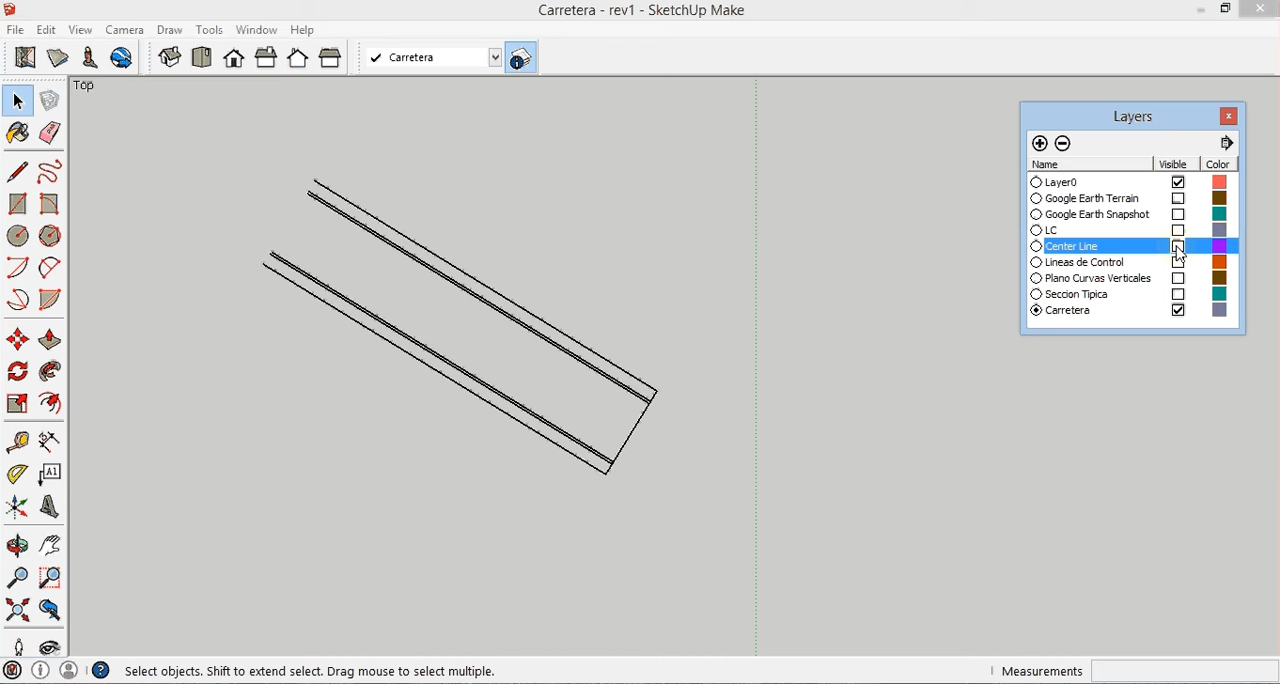 Carretera - rev1 - SketchUp Make
File Edit View Camera Draw Tools Window Help
Carretera
Top
Layers
Name Visible Color
Layer0
Google Earth Terrain
Google Earth Snapshot
LC
Center Line
Lineas de Control
Plano Curvas Verticales
Seccion Tipica
Carretera
A1
Select objects. Shift to extend select. Drag mouse to select multiple.
Measurements